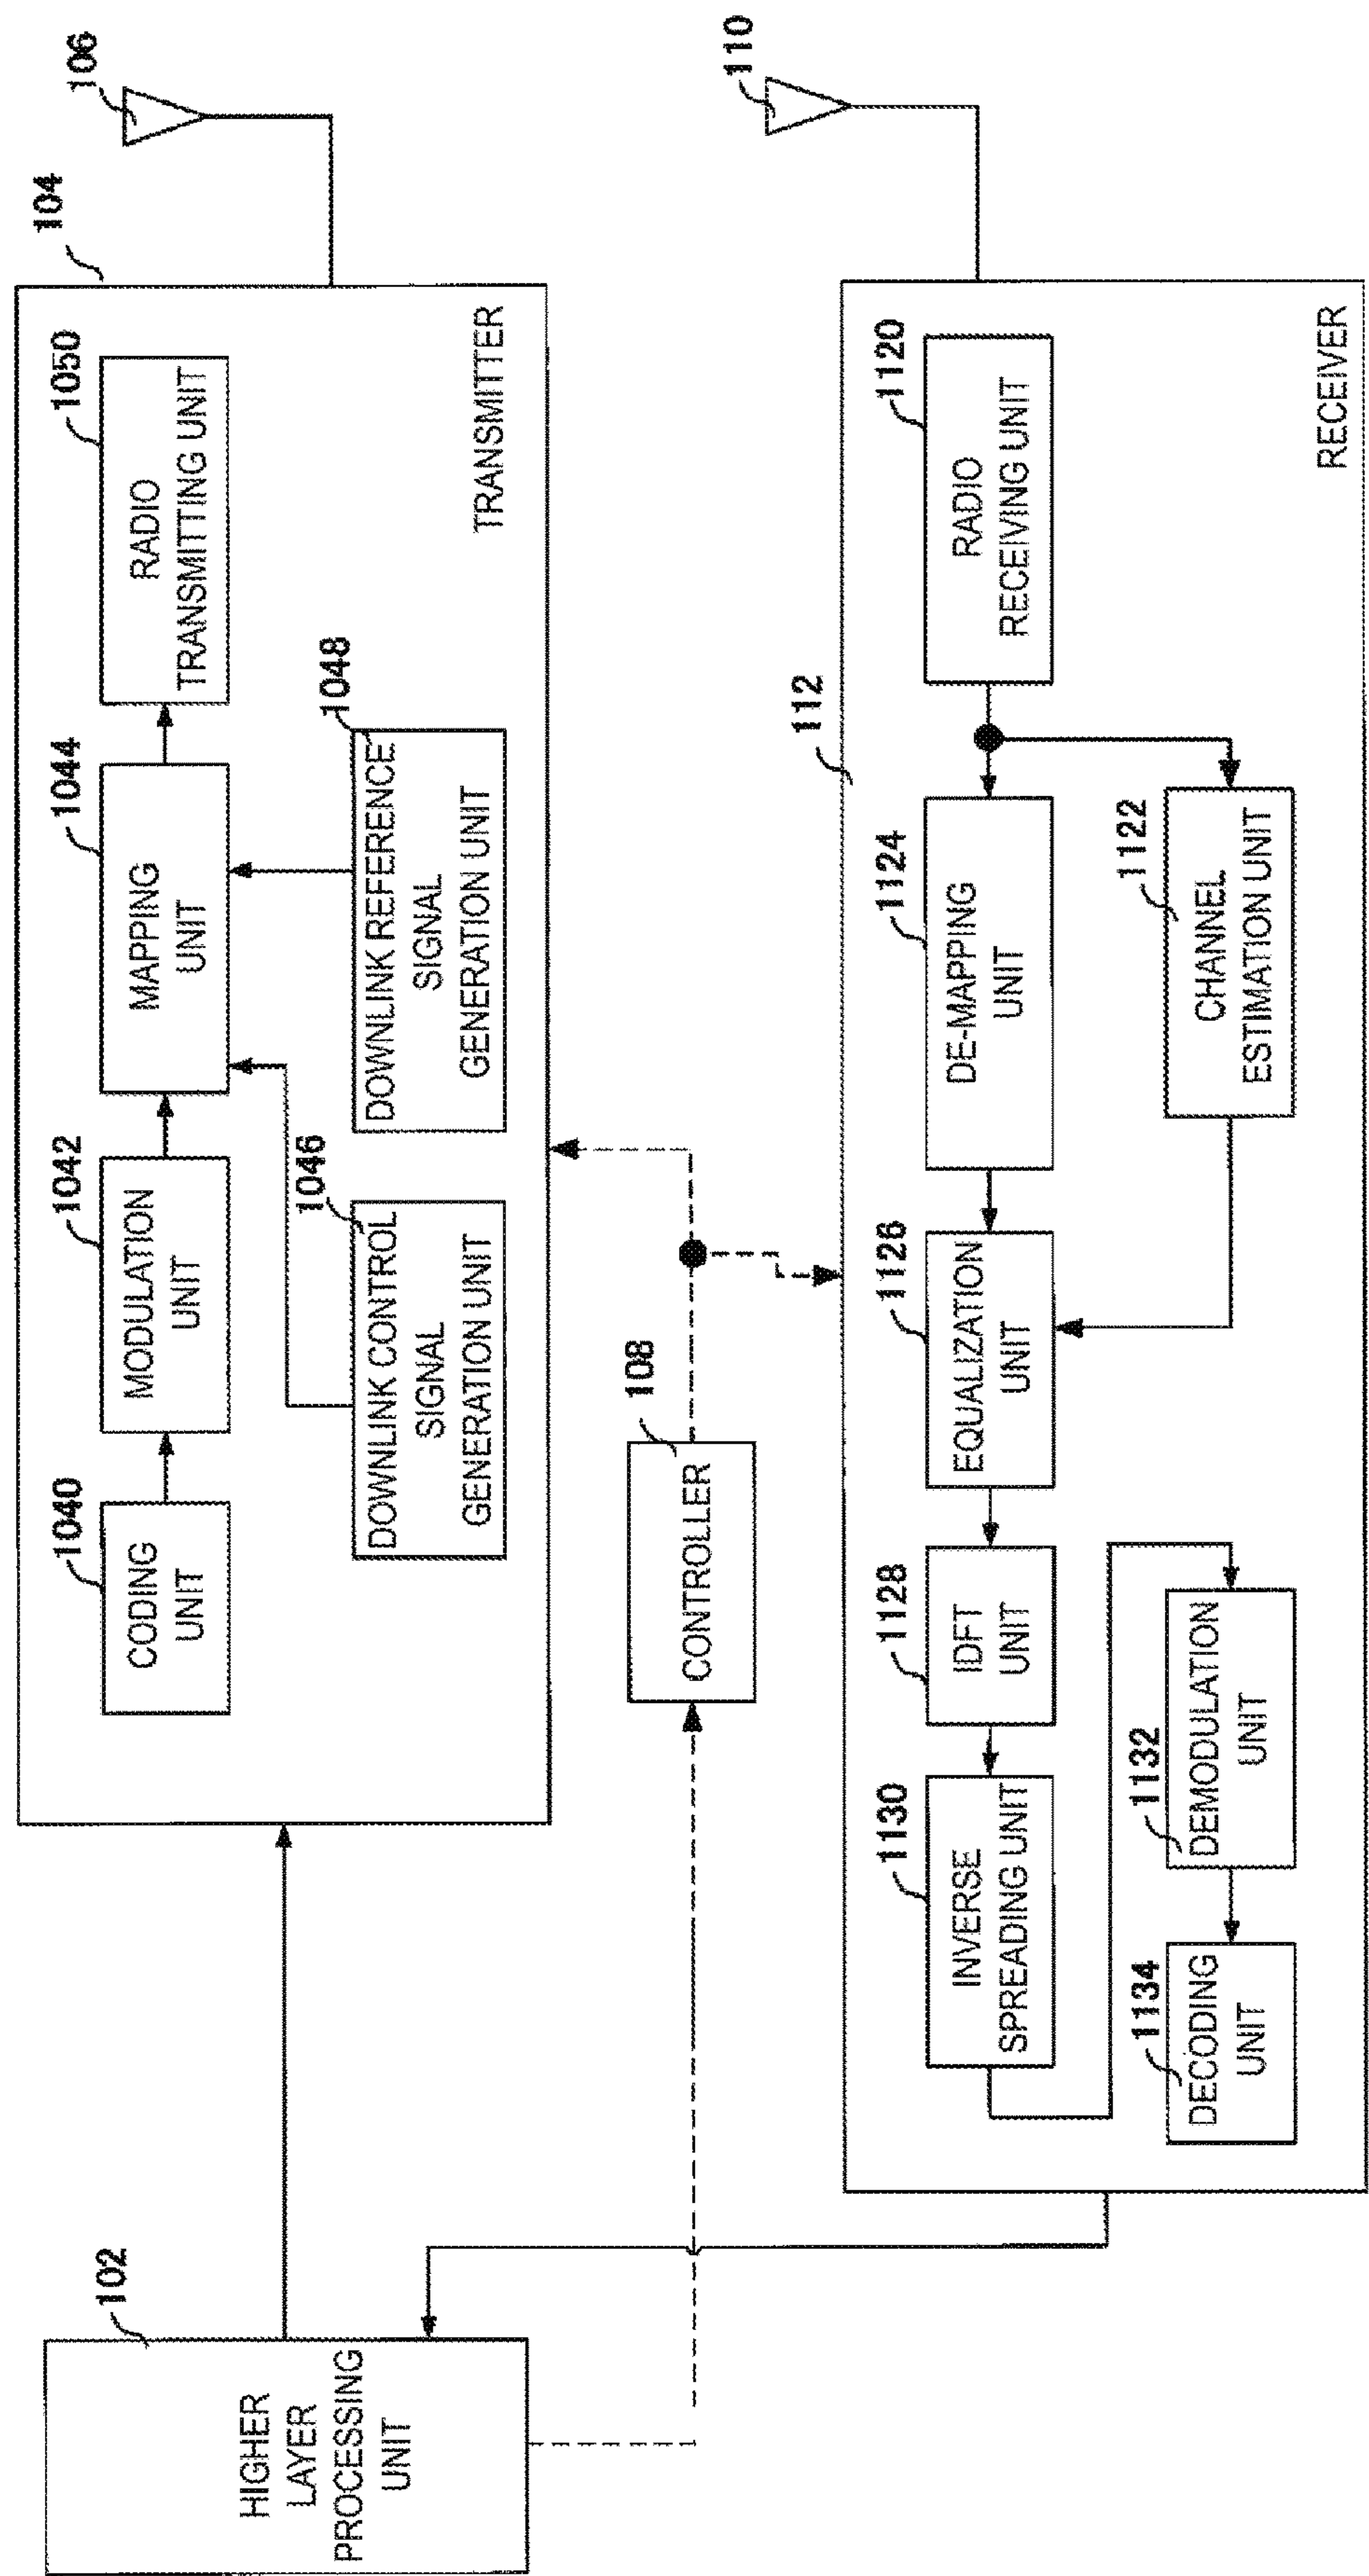 102
HIGHER
LAYER
PROCESSING
UNIT
104
106
TRANSMITTER
1040
CODING
UNIT
1042
MODULATION
UNIT
1044
MAPPING
UNIT
1050
RADIO
TRANSMITTING UNIT
1046
DOWNLINK CONTROL
SIGNAL
GENERATION UNIT
1048
DOWNLINK REFERENCE
SIGNAL
GENERATION UNIT
108
CONTROLLER
110
112
RECEIVER
1130
INVERSE
SPREADING UNIT
1128
IDFT
UNIT
1126
EQUALIZATION
UNIT
1124
DE-MAPPING
UNIT
1120
RADIO
RECEIVING UNIT
1134
DECODING
UNIT
1132
DEMODULATION
UNIT
1122
CHANNEL
ESTIMATION UNIT